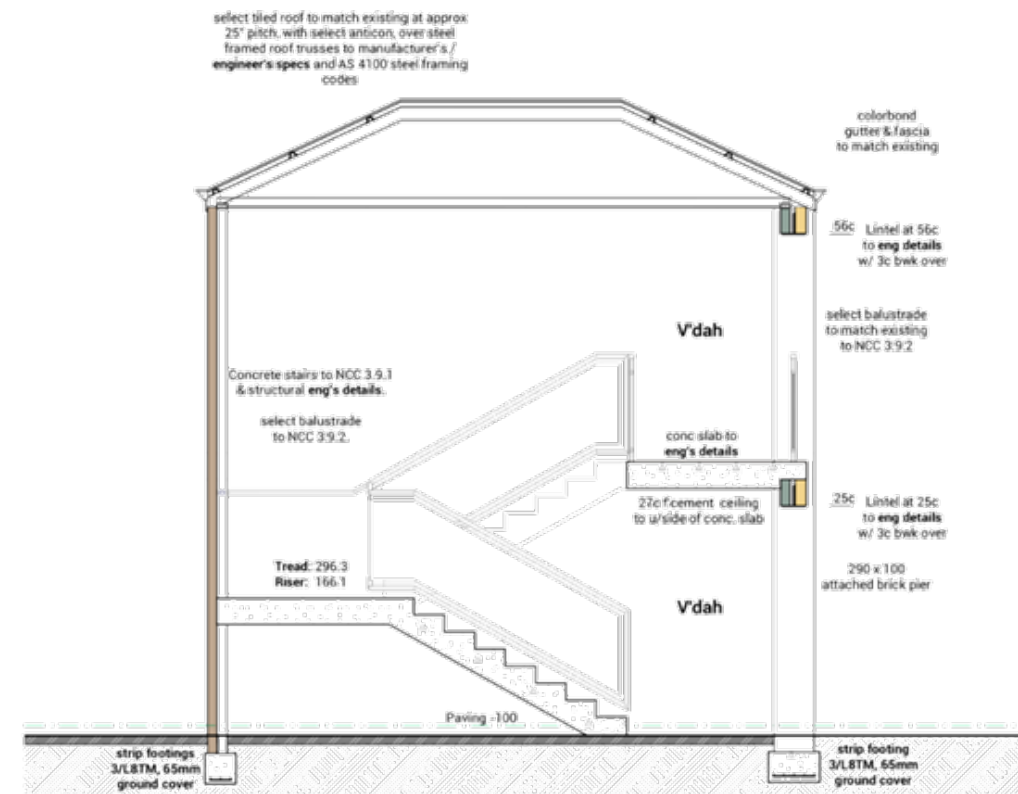 select tiled roof to match existing at approx
25° pitch, with select anticon, over steel
framed roof trusses to manufacturer's /
engineer's specs and AS 4100 steel framing
codes
colorbond
gutter & fascia
to match existing
56c
Lintel at 56c
to eng details
w/ 3c bwk over
V'dah
select balustrade
to match existing
to NCC 3.9.2
Concrete stairs to NCC 3.9.1
& structural eng's details.
select balustrade
to NCC 3.9.2.
conc slab to
eng's details
27c f.cement ceiling
to u/side of conc. slab
25c
Lintel at 25c
to eng details
w/ 3c bwk over
Tread: 296.3
Riser: 166.1
290 x 100
attached brick pier
V'dah
Paving -100
strip footings
3/L8TM, 65mm
ground cover
strip footing
3/L8TM, 65mm
ground cover